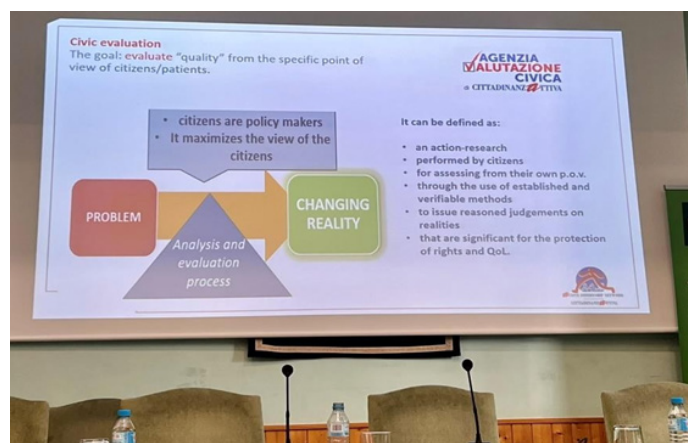 Civic evaluation
The goal: evaluate “quality” from the specific point of
view of citizens/patients.
AGENZIA
VALUTAZIONE
CIVICA
di CITTADINANZATTIVA
• citizens are policy makers
• It maximizes the view of the
citizens
PROBLEM
CHANGING
REALITY
Analysis and
evaluation
process
It can be defined as:
• an action-research
• performed by citizens
• for assessing from their own p.o.v.
• through the use of established and
verifiable methods
• to issue reasoned judgements on
realities
• that are significant for the protection
of rights and QoL.